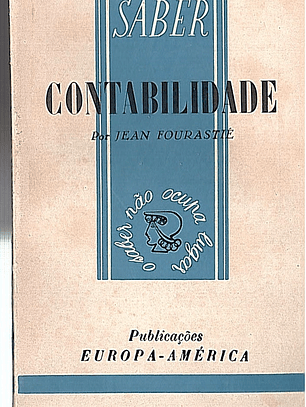 SABER
CONTABILIDADE
Por JEAN FOURASTIÉ
o saber não ocupa lugar
Publicações
EUROPA-AMÉRICA